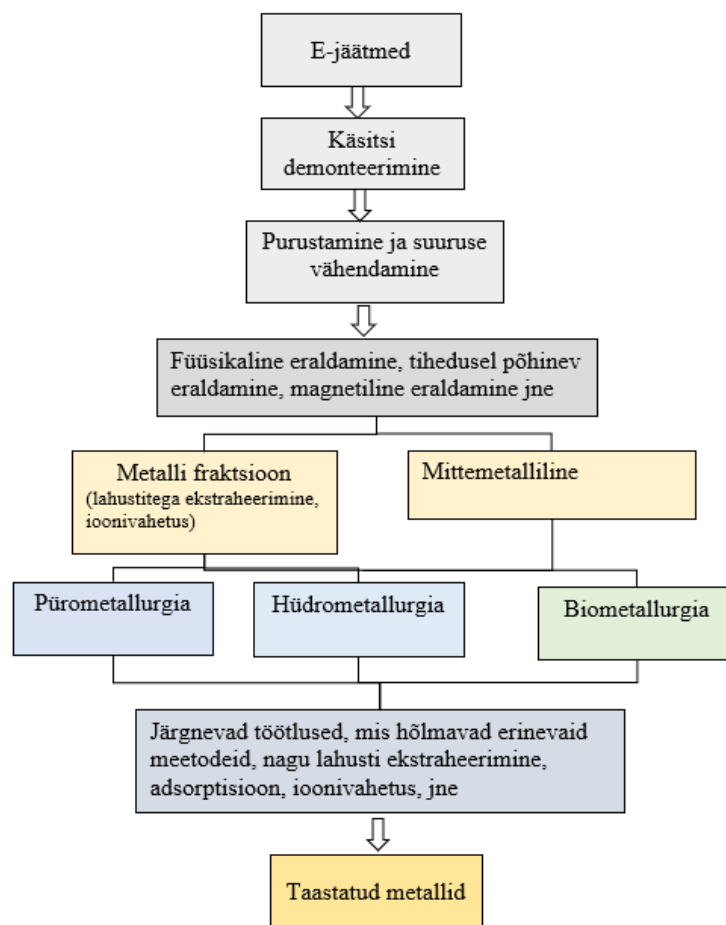 E-jäätmed
Käsitsi
demonteerimine
Purustamine ja suuruse
vähendamine
Füüsikaline eraldamine, tihedusel põhinev
eraldamine, magnetiline eraldamine jne
Metalli fraktsioon
(lahustitega ekstraheerimine,
ioonivahetus)
Mittemetalliline
Pürometallurgia
Hüdrometallurgia
Biometallurgia
Järgnevad töötlused, mis hõlmavad erinevaid
meetodeid, nagu lahusti ekstraheerimine,
adsorptisioon, ioonivahetus, jne
Taastatud metallid